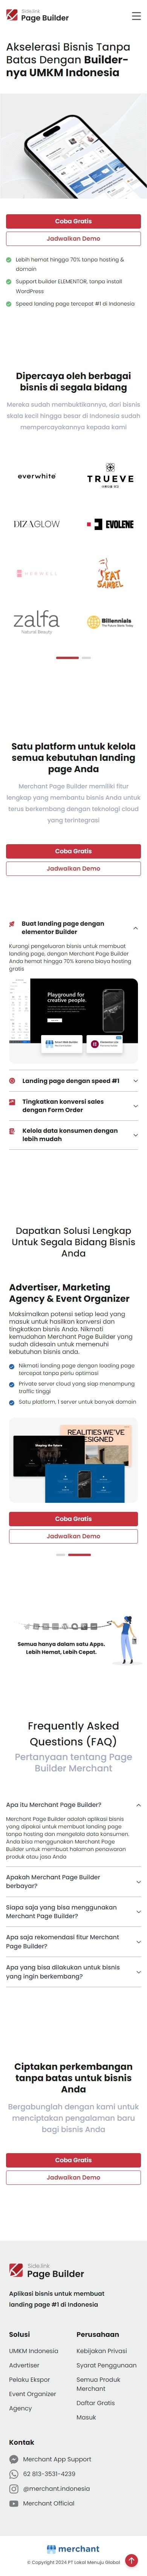 Side.link
Page Builder
Akselerasi Bisnis Tanpa
Batas Dengan Builder-
nya UMKM Indonesia
Coba Gratis
Jadwalkan Demo
Lebih hemat hingga 70% tanpa hosting &
domain
Support builder ELEMENTOR, tanpa install
WordPress
Speed landing page tercepat #1 di Indonesia
Dipercaya oleh berbagai
bisnis di segala bidang
Mereka sudah membuktikannya, dari bisnis
skala kecil hingga besar di Indonesia sudah
mempercayakannya kepada kami
everwhite
TRUEVE
DIZAGLOW
EVOLENE
EAT
SAMBEL
zalfa
Natural Beauty
Billennials
The Future Starts Today
Satu platform untuk kelola
semua kebutuhan landing
page Anda
Merchant Page Builder memiliki fitur
lengkap yang membantu bisnis Anda untuk
terus berkembang dengan teknologi cloud
yang terintegrasi
Coba Gratis
Jadwalkan Demo
Buat landing page dengan
elementor Builder
Kurangi pengeluaran bisnis untuk membuat
landing page, dengan Merchant Page Builder
Anda hemat hingga 70% karena biaya hosting
gratis
Playground for
creative people.
Landing page dengan speed #1
Tingkatkan konversi sales
dengan Form Order
Kelola data konsumen dengan
lebih mudah
Dapatkan Solusi Lengkap
Untuk Segala Bidang Bisnis
Anda
Advertiser, Marketing
Agency & Event Organizer
Maksimalkan potensi setiap lead yang
masuk untuk hasilkan konversi dan
tingkatkan bisnis Anda. Nikmati
kemudahan Merchant Page Builder yang
sudah didesain untuk memenuhi
kebutuhan bisnis anda.
Nikmati landing page dengan loading page
tercepat tanpa perlu optimasi
Private server cloud yang siap menampung
traffic tinggi
Satu platform, 1 server untuk banyak domain
REALITIES WE'VE
Shaping the future
Coba Gratis
Jadwalkan Demo
Semua hanya dalam satu Apps.
Lebih Hemat, Lebih Cepat.
Frequently Asked
Questions (FAQ)
Pertanyaan tentang Page
Builder Merchant
Apa itu Merchant Page Builder?
Merchant Page Builder adalah aplikasi bisnis
yang dipakai untuk membuat halaman landing page
tanpa hosting dan mengelola data konsumen.
Anda bisa menggunakan Merchant Page
Builder untuk membuat halaman penawaran
produk atau jasa Anda
Apakah Merchant Page Builder
berbayar?
Siapa saja yang bisa menggunakan
Merchant Page Builder?
Apa saja rekomendasi fitur Merchant
Page Builder?
Apa yang bisa dilakukan untuk bisnis
yang ingin berkembang?
Ciptakan perkembangan
tanpa batas untuk bisnis
Anda
Bergabunglah dengan kami untuk
menciptakan pengalaman baru
bagi bisnis Anda
Coba Gratis
Jadwalkan Demo
Side.link
Page Builder
Aplikasi bisnis untuk membuat
landing page #1 di Indonesia
Solusi
UMKM Indonesia
Advertiser
Pelaku Ekspor
Event Organizer
Agency
Perusahaan
Kebijakan Privasi
Syarat Penggunaan
Semua Produk
Merchant
Daftar Gratis
Masuk
Kontak
Merchant App Support
62 813-3531-4239
@merchant.indonesia
Merchant Official
merchant
© Copyright 2024 PT Lokal Menuju Global